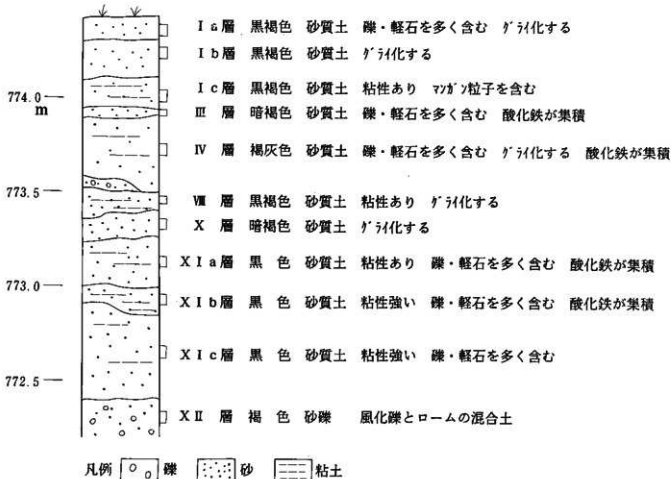 Ⅰa層 黒褐色 砂質土 礫・軽石を多く含む グライ化する
Ⅰb層 黒褐色 砂質土 グライ化する
Ⅰc層 黒褐色 砂質土 粘性あり マンガン粒子を含む
774.0
m
Ⅲ 層 暗褐色 砂質土 礫・軽石を多く含む 酸化鉄が集積
Ⅳ 層 褐灰色 砂質土 礫・軽石を多く含む グライ化する 酸化鉄が集積
773.5
Ⅷ 層 黒褐色 砂質土 粘性あり グライ化する
Ⅹ 層 暗褐色 砂質土 グライ化する
ⅩⅠa層 黒 色 砂質土 粘性あり 礫・軽石を多く含む 酸化鉄が集積
773.0
ⅩⅠb層 黒 色 砂質土 粘性強い 礫・軽石を多く含む 酸化鉄が集積
ⅩⅠc層 黒 色 砂質土 粘性強い 礫・軽石を多く含む
772.5
ⅩⅡ 層 褐 色 砂礫 風化礫とロームの混合土
凡例 礫 砂 粘土